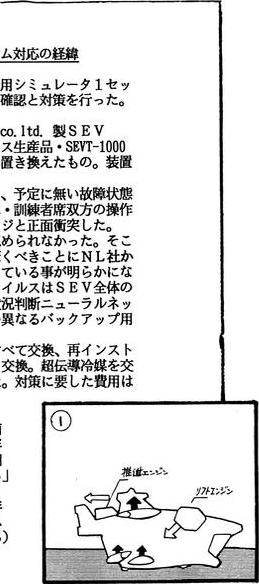 ム対応の経緯
用シミュレータ1セッ
確認と対策を行った。
co.ltd. 製SEV
ス生産品・SEVT-1000
置き換えたもの。装置
、予定に無い故障状態
・訓練者席双方の操作
ジと正面衝突した。
められなかった。そこ
くべきことにNL社か
ている事が明らかにな
イルスはSEV全体の
況判断ニューラルネッ
異なるバックアップ用
べて交換、再インスト
交換。超伝導冷媒を交
。対策に要した費用は
」
)
①
推進エンジン
リフトエンジン